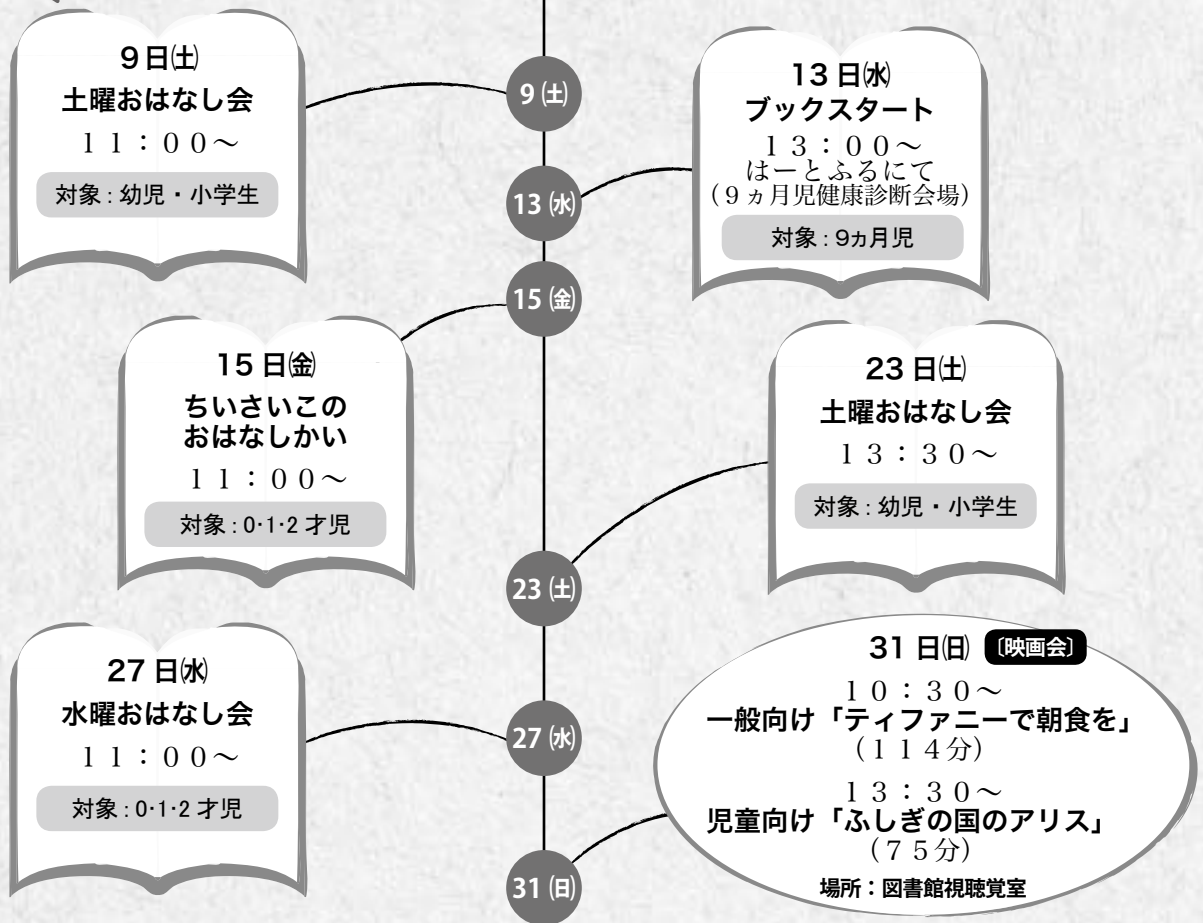 9日㈯
土曜おはなし会
１１：００～
対象：幼児・小学生
9㈯
13日㈬
ブックスタート
１３：００～
はーとふるにて
（９ヵ月児健康診断会場）
対象：9ヵ月児
13㈬
15㈮
15日㈮
ちいさいこの
おはなしかい
１１：００～
対象：0･1･2才児
23日㈯
土曜おはなし会
１３：３０～
対象：幼児・小学生
23㈯
27日㈬
水曜おはなし会
１１：００～
対象：0･1･2才児
27㈬
31日㈰ 〔映画会〕
１０：３０～
一般向け「ティファニーで朝食を」
（１１４分）
１３：３０～
児童向け「ふしぎの国のアリス」
（７５分）
場所：図書館視聴覚室
31㈰